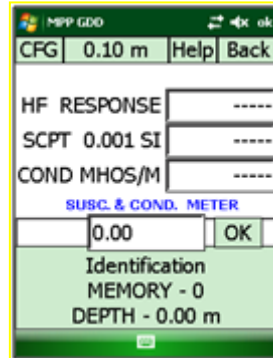 MPP GDD ok
CFG 0.10 m Help Back
HF RESPONSE -----
SCPT 0.001 SI -----
COND MHOS/M -----
SUSC. & COND. METER
0.00 OK
Identification
MEMORY - 0
DEPTH - 0.00 m